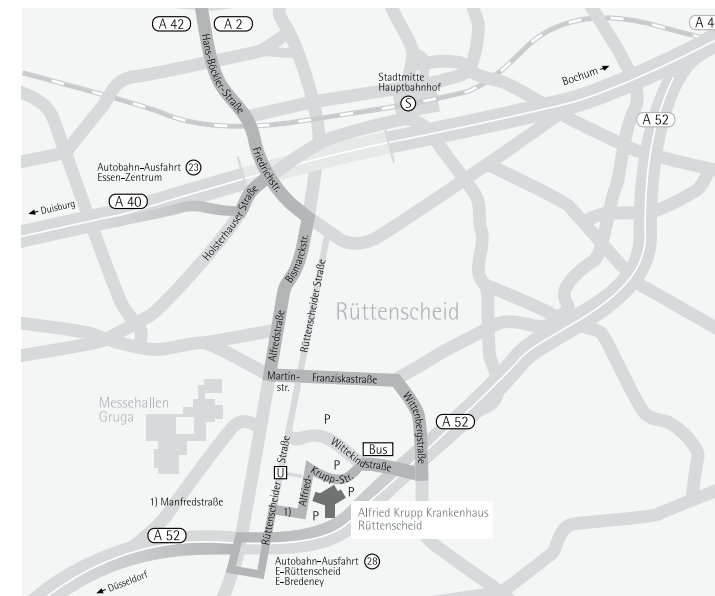 A 42
A 2
A 4
Hans-Böckler-Straße
Stadtmitte
Hauptbahnhof
S
Bochum
A 52
Autobahn-Ausfahrt 23
Essen-Zentrum
Friedrichstr.
Duisburg
A 40
Holsterhauser Straße
Bismarckstr.
Rüttenscheider Straße
Rüttenscheid
Alfredstraße
Martin-
str.
Franziskastraße
Messehallen
Gruga
Wittenbergstraße
P
A 52
Bus
Wittekindstraße
Rüttenscheider Straße
U
P
Alfried-
Krupp-Str.
P
1) Manfredstraße
1)
P
Alfried Krupp Krankenhaus
Rüttenscheid
A 52
Autobahn-Ausfahrt 28
E-Rüttenscheid
E-Bredeney
Düsseldorf